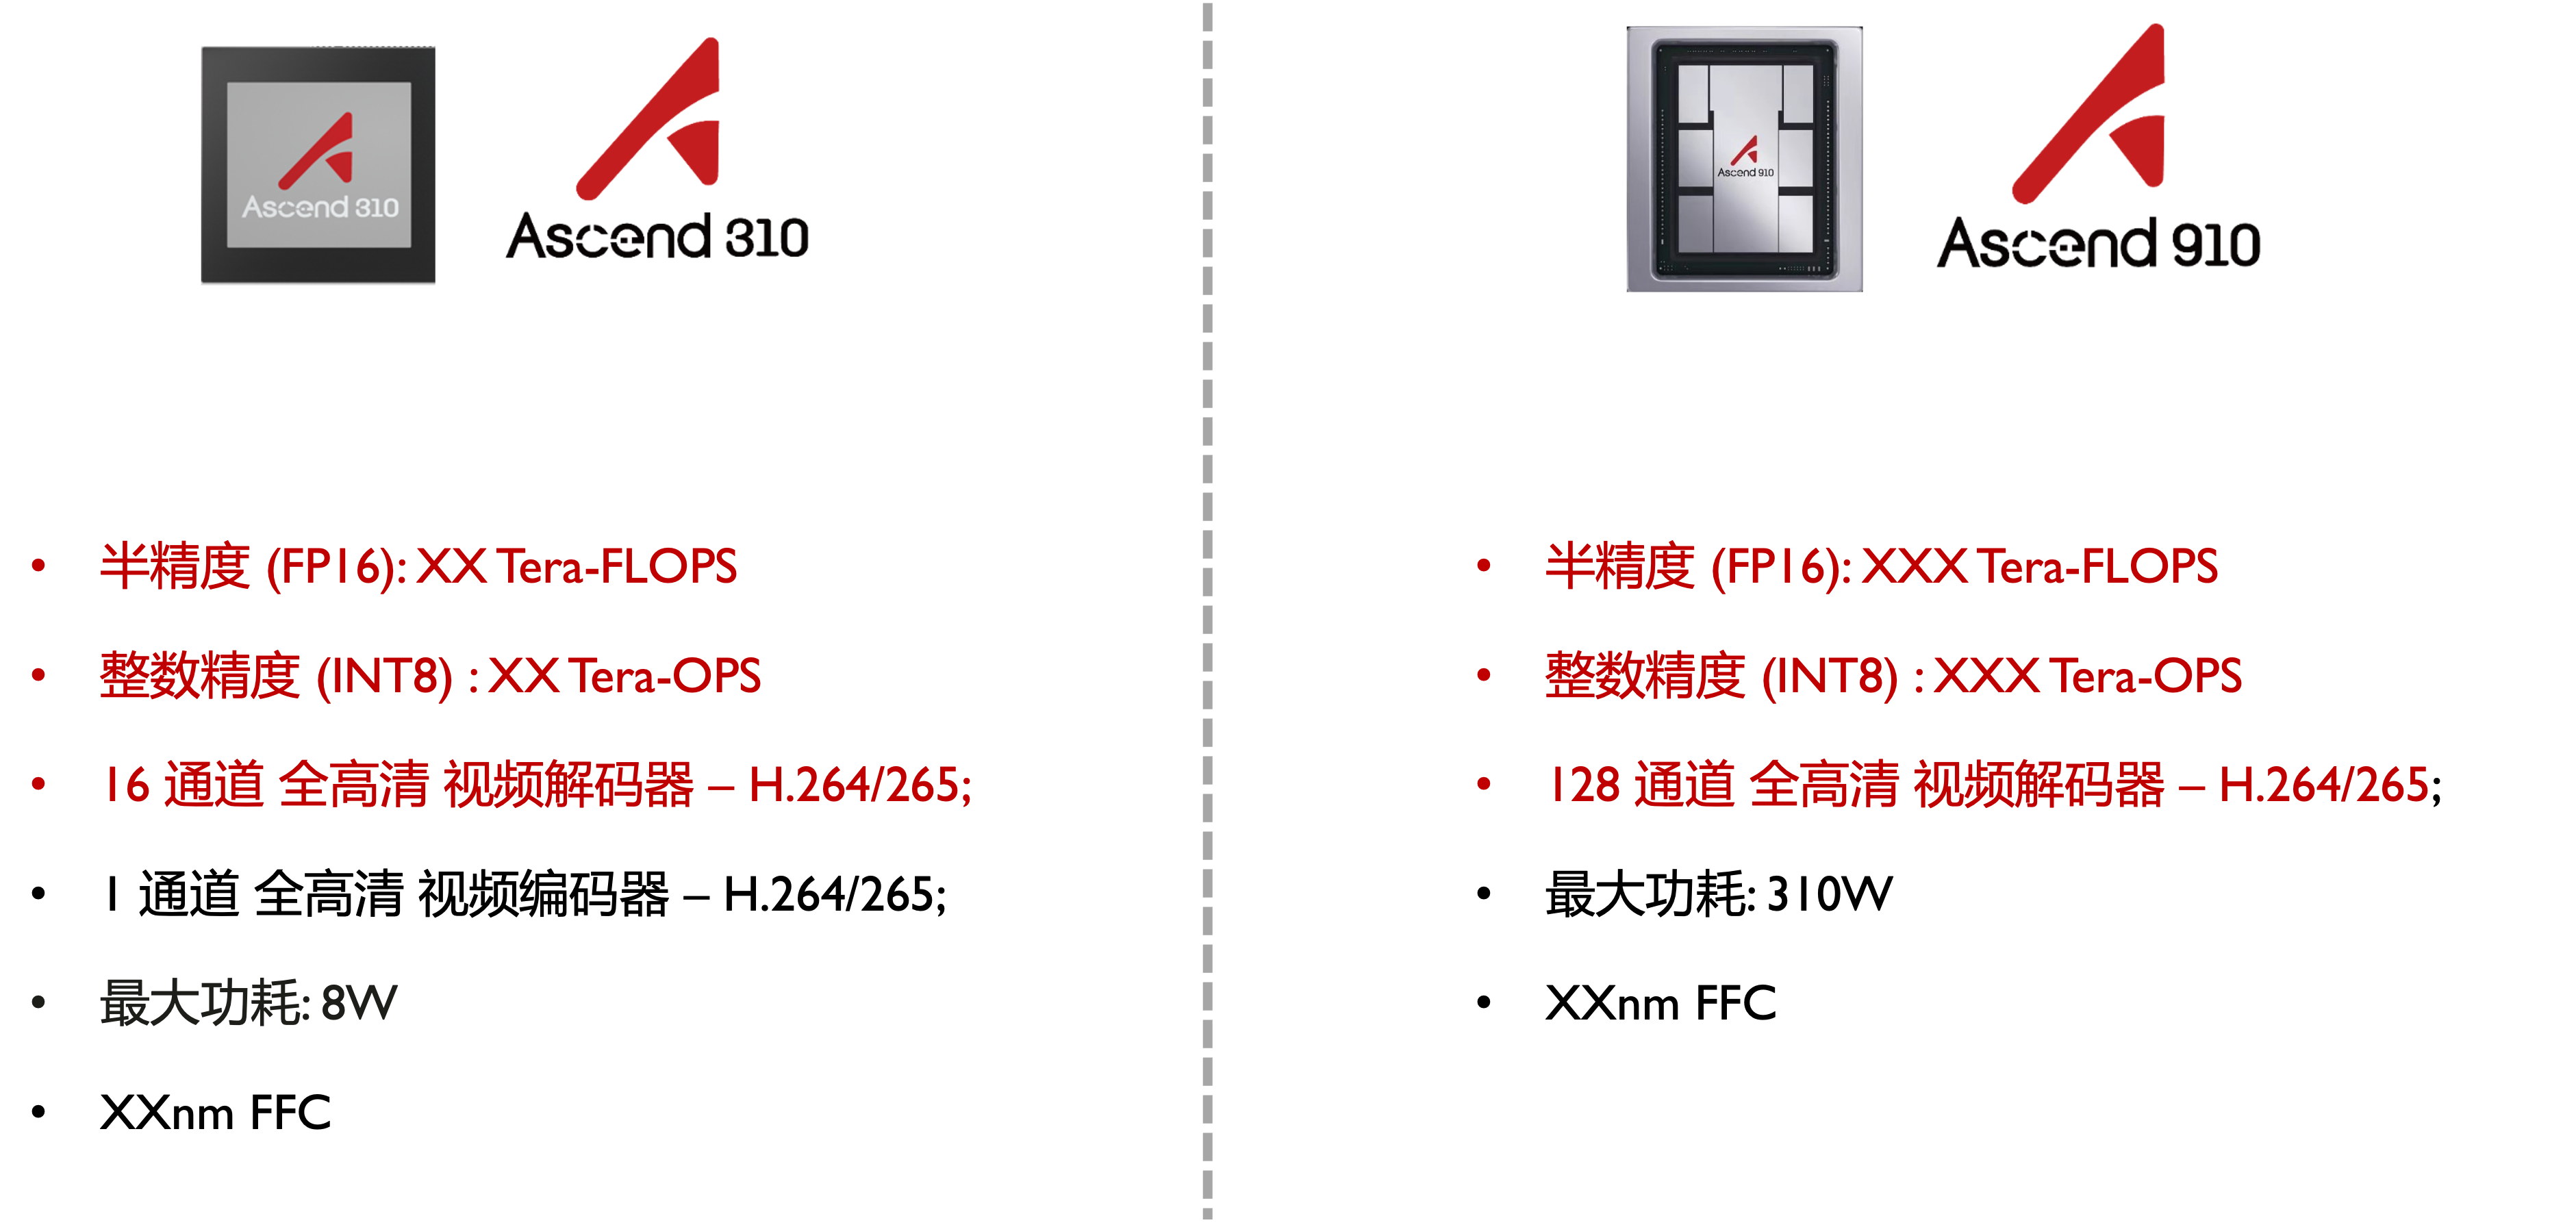 Ascend 310
Ascend 310
• 半精度 (FP16): XX Tera-FLOPS
• 整数精度 (INT8) : XX Tera-OPS
• 16 通道 全高清 视频解码器 – H.264/265;
• 1 通道 全高清 视频编码器 – H.264/265;
• 最大功耗: 8W
• XXnm FFC
Ascend 910
Ascend 910
• 半精度 (FP16): XXX Tera-FLOPS
• 整数精度 (INT8) : XXX Tera-OPS
• 128 通道 全高清 视频解码器 – H.264/265;
• 最大功耗: 310W
• XXnm FFC